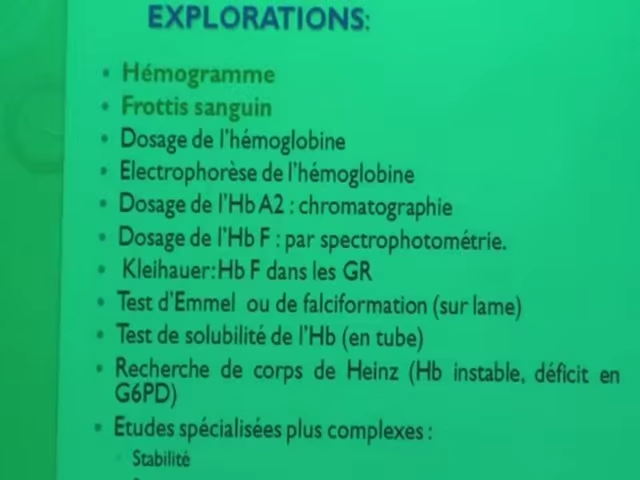 EXPLORATIONS:
• Hémogramme
• Frottis sanguin
• Dosage de l'hémoglobine
• Electrophorèse de l'hémoglobine
• Dosage de l'Hb A2 : chromatographie
• Dosage de l'Hb F : par spectrophotométrie.
• Kleihauer: Hb F dans les GR
• Test d'Emmel ou de falciformation (sur lame)
• Test de solubilité de l'Hb (en tube)
• Recherche de corps de Heinz (Hb instable, déficit en
G6PD)
• Etudes spécialisées plus complexes :
Stabilité